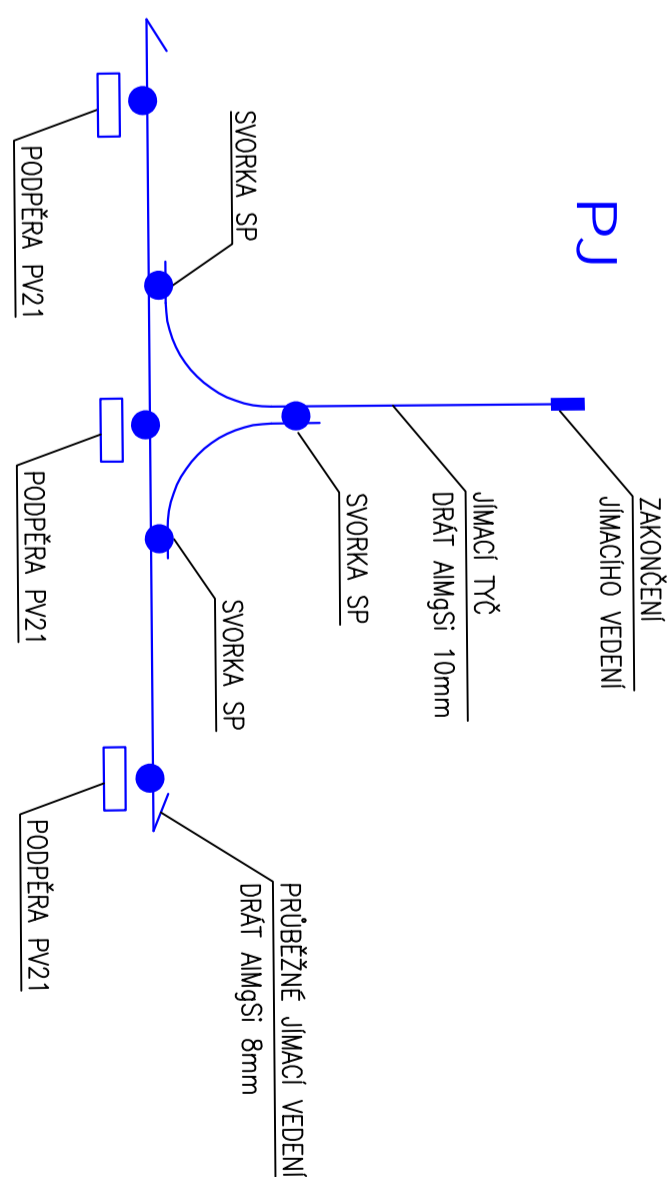 PJ
ZAKONČENÍ
JÍMACÍHO VEDENÍ
JÍMACÍ TYČ
DRÁT AlMgSi 10mm
SVORKA SP
SVORKA SP
SVORKA SP
PRŮBĚŽNÉ JÍMACÍ VEDENÍ
DRÁT AlMgSi 8mm
PODPĚRA PV21
PODPĚRA PV21
PODPĚRA PV21